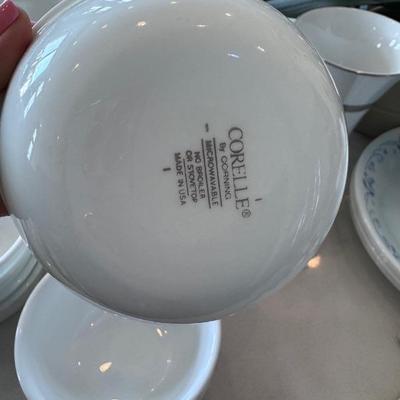 CORELLE®
By CORNING
MICROWAVABLE
NO BROILER
OR STOVETOP
MADE IN USA